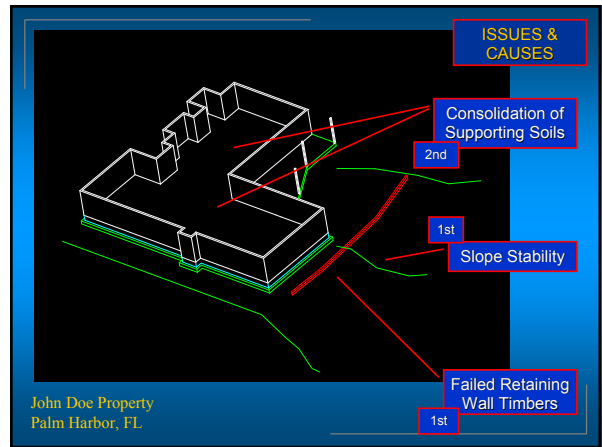 ISSUES &
CAUSES
Consolidation of
Supporting Soils
2nd
1st
Slope Stability
Failed Retaining
Wall Timbers
1st
John Doe Property
Palm Harbor, FL